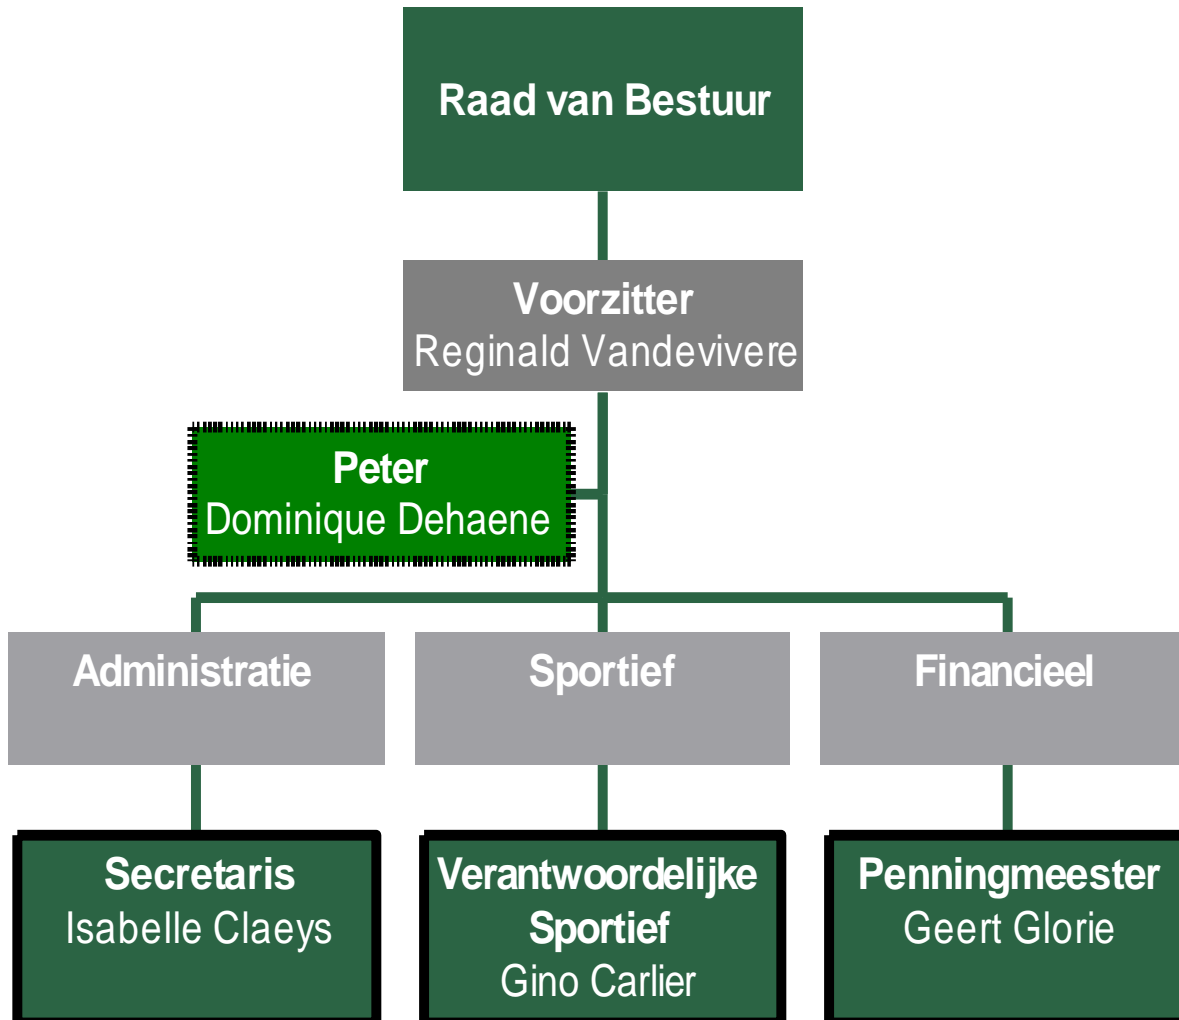 Raad van Bestuur
Voorzitter
Reginald Vandevivere
Peter
Dominique Dehaene
Administratie
Sportief
Financieel
Secretaris
Isabelle Claeys
Verantwoordelijke
Sportief
Gino Carlier
Penningmeester
Geert Glorie